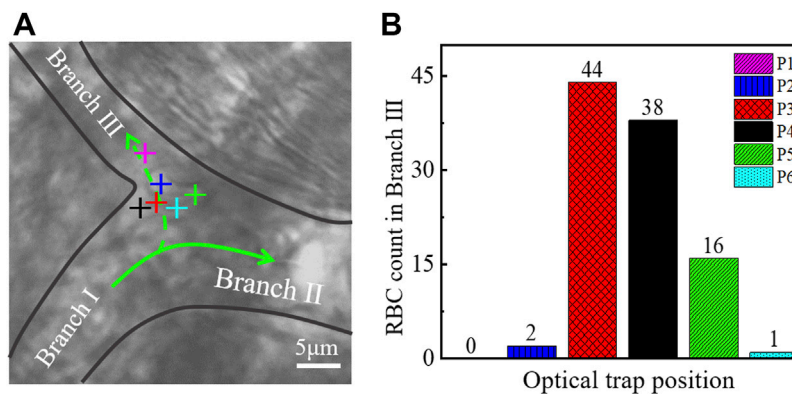 A
Branch III
Branch I
Branch II
5μm
B
RBC count in Branch III
45
30
15
0
0
2
44
38
16
1
P1
P2
P3
P4
P5
P6
Optical trap position